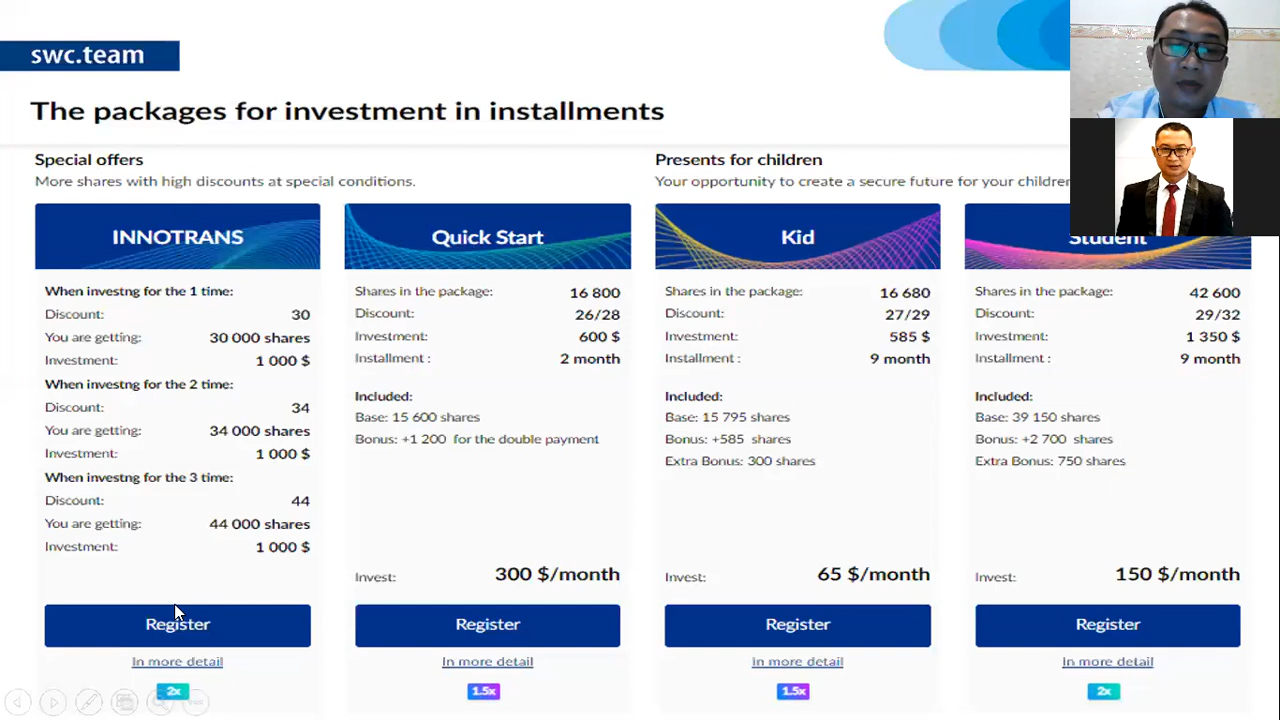 swc.team
The packages for investment in installments
Special offers
More shares with high discounts at special conditions.
Presents for children
Your opportunity to create a secure future for your children
INNOTRANS
When investng for the 1 time:
Discount: 30
You are getting: 30 000 shares
Investment: 1 000 $
When investng for the 2 time:
Discount: 34
You are getting: 34 000 shares
Investment: 1 000 $
When investng for the 3 time:
Discount: 44
You are getting: 44 000 shares
Investment: 1 000 $
Register
In more detail
2x
Quick Start
Shares in the package: 16 800
Discount: 26/28
Investment: 600 $
Installment : 2 month
Included:
Base: 15 600 shares
Bonus: +1 200 for the double payment
Invest: 300 $/month
Register
In more detail
1.5x
Kid
Shares in the package: 16 680
Discount: 27/29
Investment: 585 $
Installment : 9 month
Included:
Base: 15 795 shares
Bonus: +585 shares
Extra Bonus: 300 shares
Invest: 65 $/month
Register
In more detail
1.5x
Student
Shares in the package: 42 600
Discount: 29/32
Investment: 1 350 $
Installment : 9 month
Included:
Base: 39 150 shares
Bonus: +2 700 shares
Extra Bonus: 750 shares
Invest: 150 $/month
Register
In more detail
2x